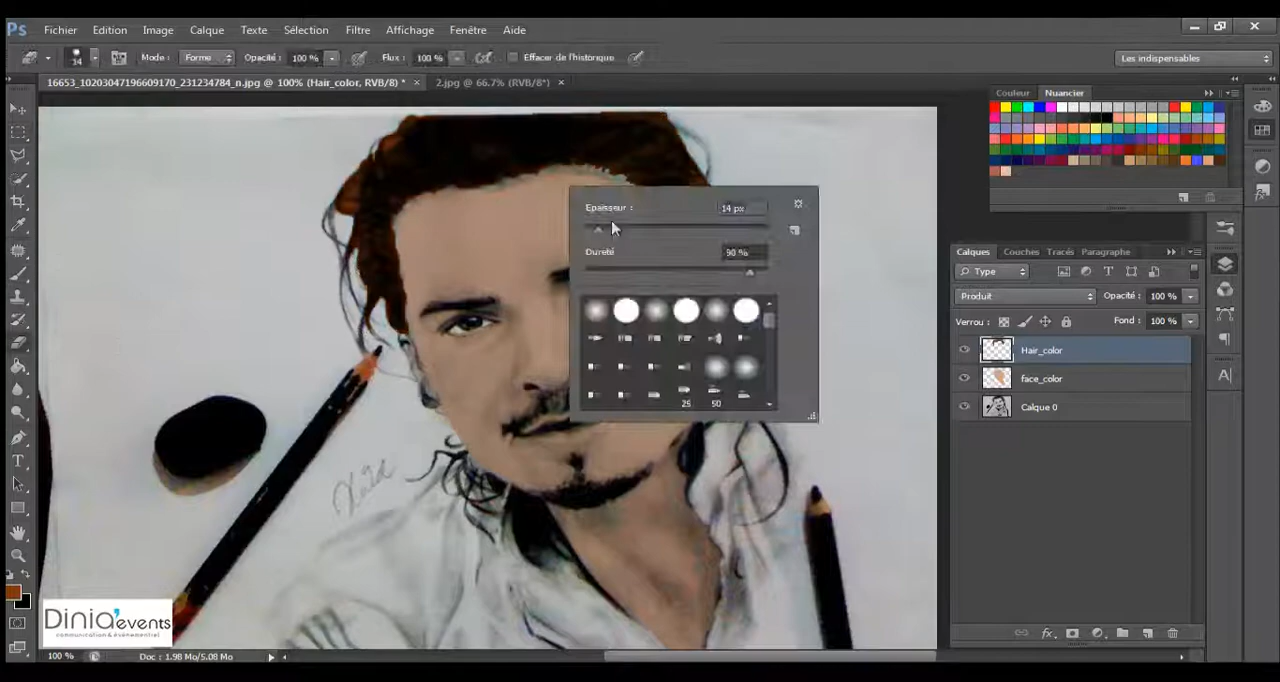 Ps Fichier Edition Image Calque Texte Sélection Filtre Affichage Fenêtre Aide
14 Mode : Forme Opacité : 100 % Flux : 100 % Effacer de l'historique Les indispensables
16653_10203047196609170_231234784_n.jpg @ 100% (Hair_color, RVB/8) * × 2.jpg @ 66.7% (RVB/8*) ×
Couleur Nuancier
Epaisseur : 14 px
Dureté 90 %
25 50
Calques Couches Tracés Paragraphe
Type
Produit Opacité : 100 %
Verrou : Fond : 100 %
Hair_color
face_color
Calque 0
Dinia'events
communication & évènementiel
100 % Doc : 1.98 Mo/5.08 Mo